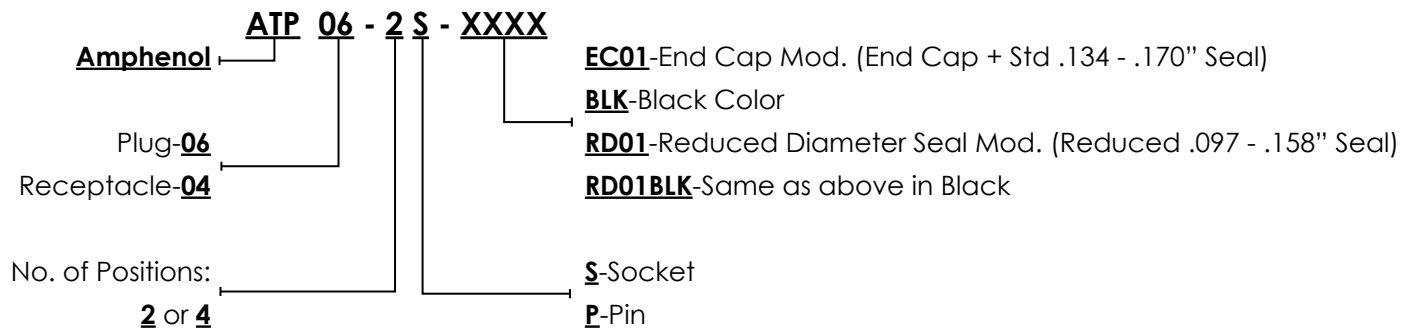 ATP 06 - 2 S - XXXX
Amphenol
EC01-End Cap Mod. (End Cap + Std .134 - .170” Seal)
BLK-Black Color
Plug-06
RD01-Reduced Diameter Seal Mod. (Reduced .097 - .158” Seal)
Receptacle-04
RD01BLK-Same as above in Black
No. of Positions:
S-Socket
2 or 4
P-Pin